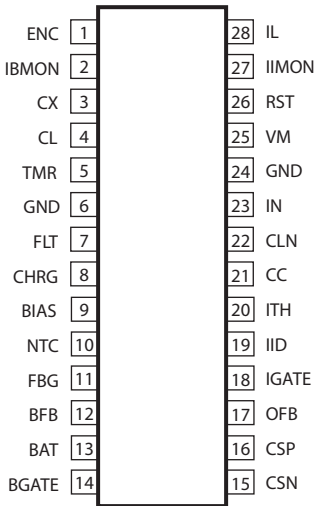 ENC 1 28 IL
IBMON 2 27 IIMON
CX 3 26 RST
CL 4 25 VM
TMR 5 24 GND
GND 6 23 IN
FLT 7 22 CLN
CHRG 8 21 CC
BIAS 9 20 ITH
NTC 10 19 IID
FBG 11 18 IGATE
BFB 12 17 OFB
BAT 13 16 CSP
BGATE 14 15 CSN